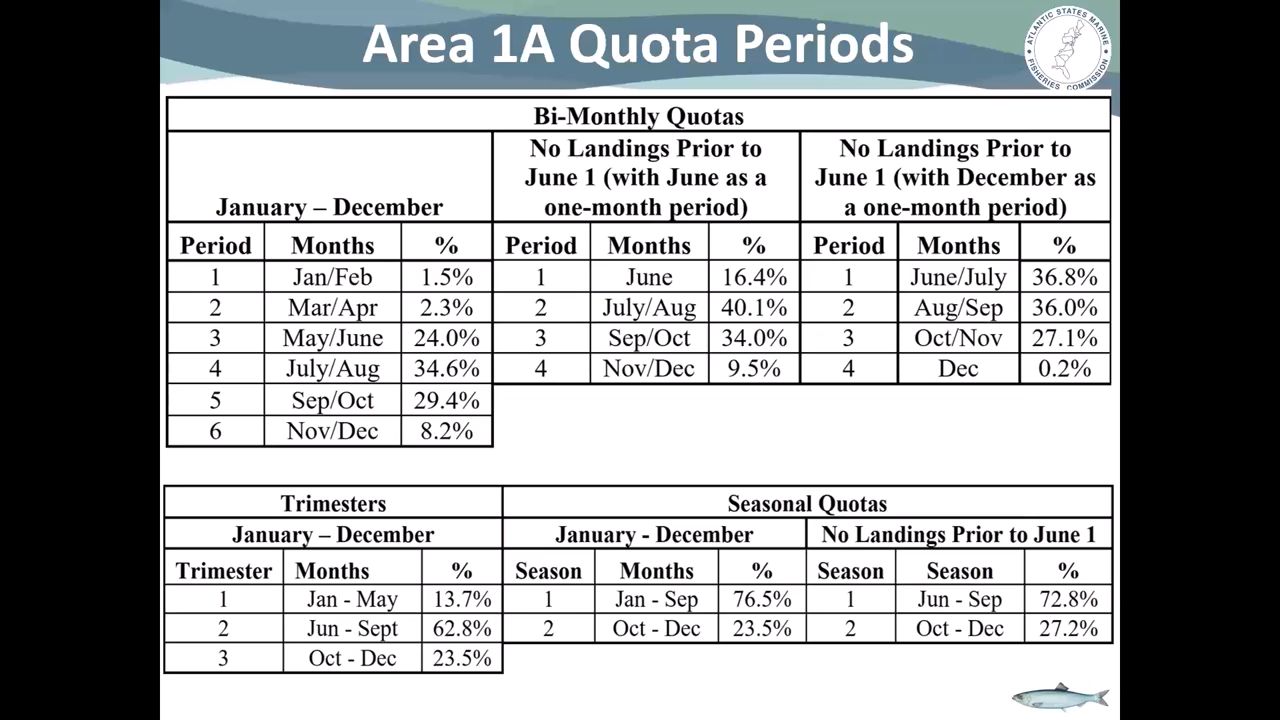 Area 1A Quota Periods
ATLANTIC STATES MARINE
FISHERIES COMMISSION
Bi-Monthly Quotas
January – December
No Landings Prior to
June 1 (with June as a
one-month period)
No Landings Prior to
June 1 (with December as
a one-month period)
Period Months % Period Months % Period Months %
1 Jan/Feb 1.5% 1 June 16.4% 1 June/July 36.8%
2 Mar/Apr 2.3% 2 July/Aug 40.1% 2 Aug/Sep 36.0%
3 May/June 24.0% 3 Sep/Oct 34.0% 3 Oct/Nov 27.1%
4 July/Aug 34.6% 4 Nov/Dec 9.5% 4 Dec 0.2%
5 Sep/Oct 29.4%
6 Nov/Dec 8.2%
Trimesters Seasonal Quotas
January – December January - December No Landings Prior to June 1
Trimester Months % Season Months % Season Season %
1 Jan - May 13.7% 1 Jan - Sep 76.5% 1 Jun - Sep 72.8%
2 Jun - Sept 62.8% 2 Oct - Dec 23.5% 2 Oct - Dec 27.2%
3 Oct - Dec 23.5%